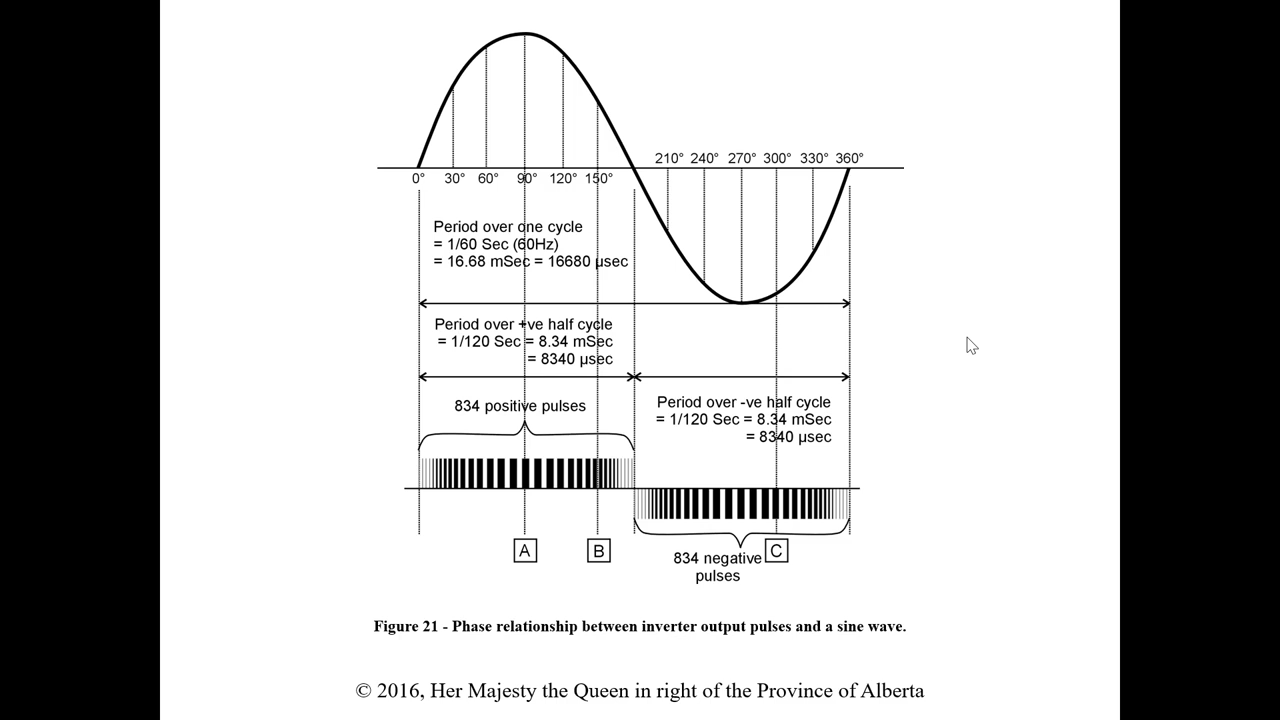 210° 240° 270° 300° 330° 360°
0° 30° 60° 90° 120° 150°
Period over one cycle
= 1/60 Sec (60Hz)
= 16.68 mSec = 16680 µsec
Period over +ve half cycle
= 1/120 Sec = 8.34 mSec
= 8340 µsec
Period over -ve half cycle
= 1/120 Sec = 8.34 mSec
= 8340 µsec
834 positive pulses
A B C
834 negative
pulses
Figure 21 - Phase relationship between inverter output pulses and a sine wave.
© 2016, Her Majesty the Queen in right of the Province of Alberta